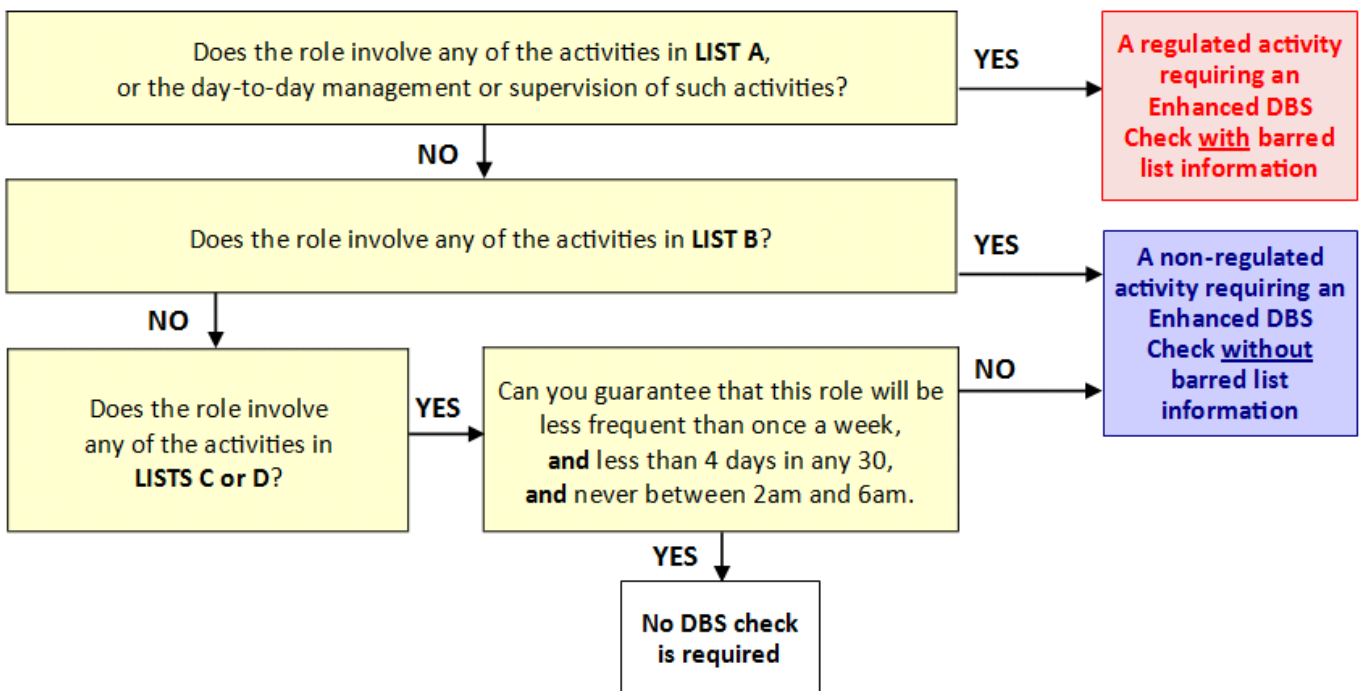 Does the role involve any of the activities in LIST A,
or the day-to-day management or supervision of such activities?
YES
A regulated activity
requiring an
Enhanced DBS
Check with barred
list information
NO
Does the role involve any of the activities in LIST B?
YES
A non-regulated
activity requiring an
Enhanced DBS
Check without
barred list
information
NO
Does the role involve
any of the activities in
LISTS C or D?
YES
Can you guarantee that this role will be
less frequent than once a week,
and less than 4 days in any 30,
and never between 2am and 6am.
NO
YES
No DBS check
is required